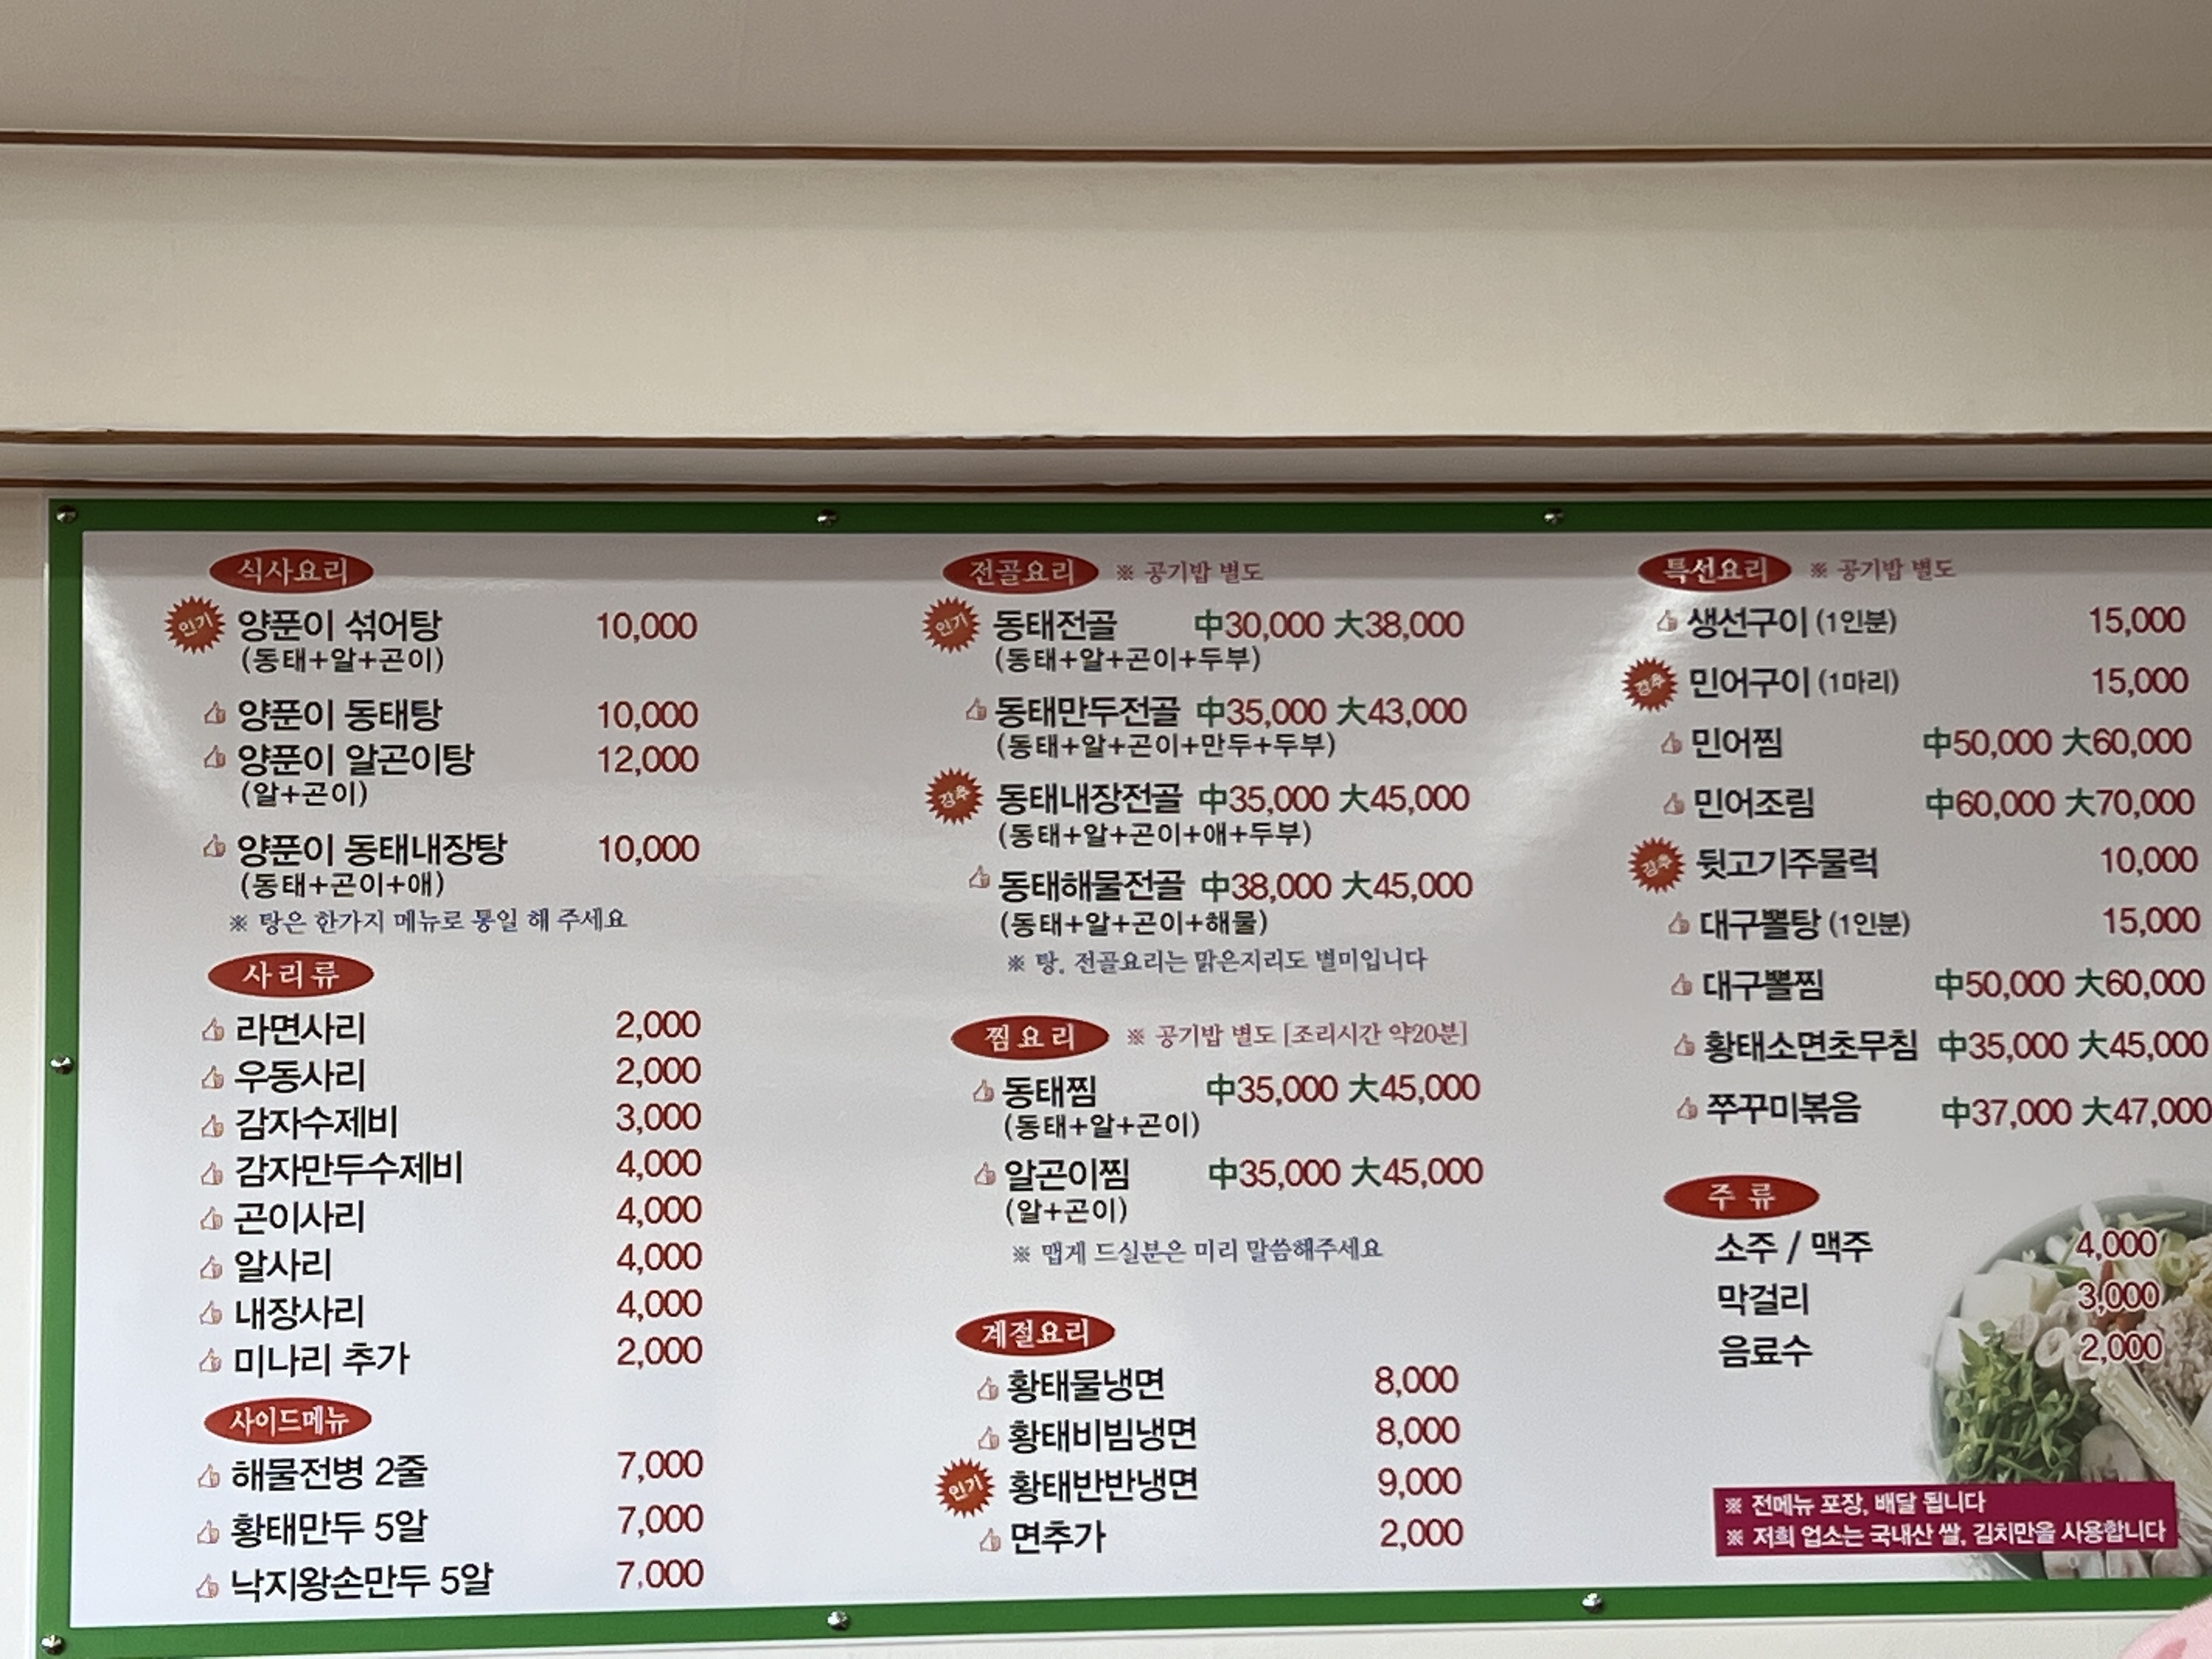 식사요리
인기 양푼이 섞어탕 10,000
(동태+알+곤이)
양푼이 동태탕 10,000
양푼이 알곤이탕 12,000
(알+곤이)
양푼이 동태내장탕 10,000
(동태+곤이+애)
※ 탕은 한가지 메뉴로 통일 해 주세요
사리류
라면사리 2,000
우동사리 2,000
감자수제비 3,000
감자만두수제비 4,000
곤이사리 4,000
알사리 4,000
내장사리 4,000
미나리 추가 2,000
사이드메뉴
해물전병 2줄 7,000
황태만두 5알 7,000
낙지왕손만두 5알 7,000
전골요리 ※ 공기밥 별도
인기 동태전골 中30,000 大38,000
(동태+알+곤이+두부)
동태만두전골 中35,000 大43,000
(동태+알+곤이+만두+두부)
강추 동태내장전골 中35,000 大45,000
(동태+알+곤이+애+두부)
동태해물전골 中38,000 大45,000
(동태+알+곤이+해물)
※ 탕, 전골요리는 맑은지리도 별미입니다
찜요리 ※ 공기밥 별도 [조리시간 약20분]
동태찜 中35,000 大45,000
(동태+알+곤이)
알곤이찜 中35,000 大45,000
(알+곤이)
※ 맵게 드실분은 미리 말씀해주세요
계절요리
황태물냉면 8,000
황태비빔냉면 8,000
인기 황태반반냉면 9,000
면추가 2,000
특선요리 ※ 공기밥 별도
생선구이 (1인분) 15,000
강추 민어구이 (1마리) 15,000
민어찜 中50,000 大60,000
민어조림 中60,000 大70,000
강추 뒷고기주물럭 10,000
대구뽈탕 (1인분) 15,000
대구뽈찜 中50,000 大60,000
황태소면초무침 中35,000 大45,000
쭈꾸미볶음 中37,000 大47,000
주류
소주 / 맥주 4,000
막걸리 3,000
음료수 2,000
※ 전메뉴 포장, 배달 됩니다
※ 저희 업소는 국내산 쌀, 김치만을 사용합니다